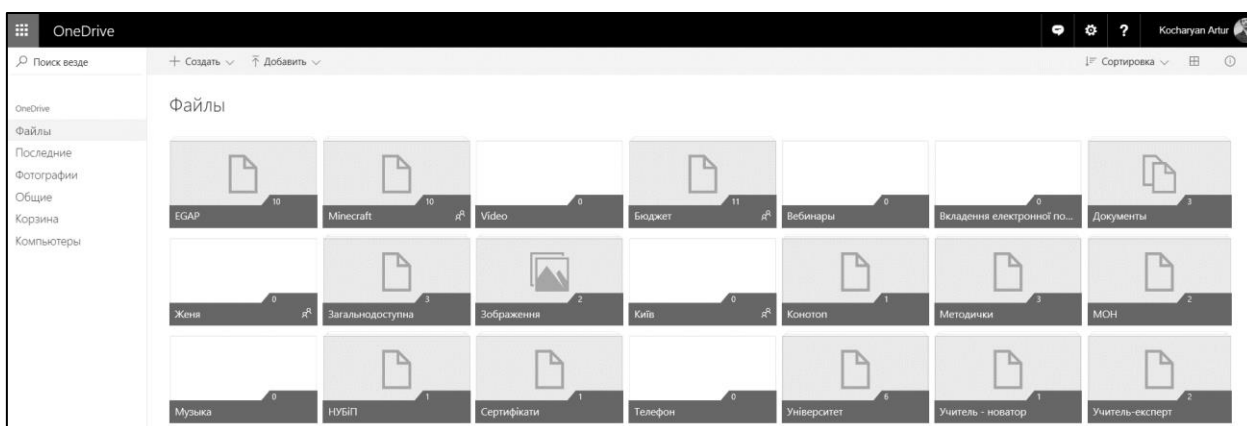 OneDrive
? Kocharyan Artur
Поиск везде
Создать
Добавить
Сортировка
OneDrive
Файлы
Последние
Фотографии
Общие
Корзина
Компьютеры
Файлы
10
EGAP
10
Minecraft
0
Video
11
Бюджет
0
Вебинары
0
Вкладення електронної по...
3
Документы
0
Женя
3
Загальнодоступна
2
Зображення
0
Київ
1
Конотоп
3
Методички
2
МОН
0
Музыка
1
НУБіП
1
Сертифікати
0
Телефон
6
Університет
1
Учитель - новатор
2
Учитель-експерт